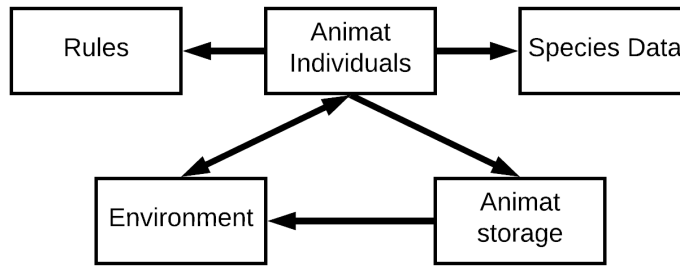 Rules
Animat
Individuals
Species Data
Environment
Animat
storage